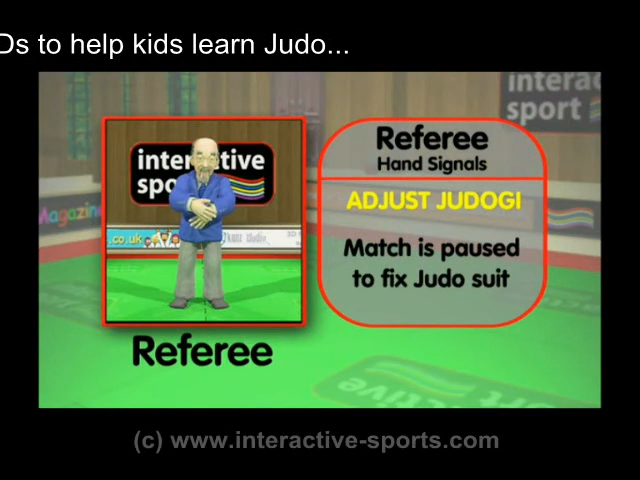 Ds to help kids learn Judo...
interac
sport
Referee
Hand Signals
ADJUST JUDOGI
Match is paused
to fix Judo suit
interactive
spo
Magazin
.co.uk
Referee
(c) www.interactive-sports.com